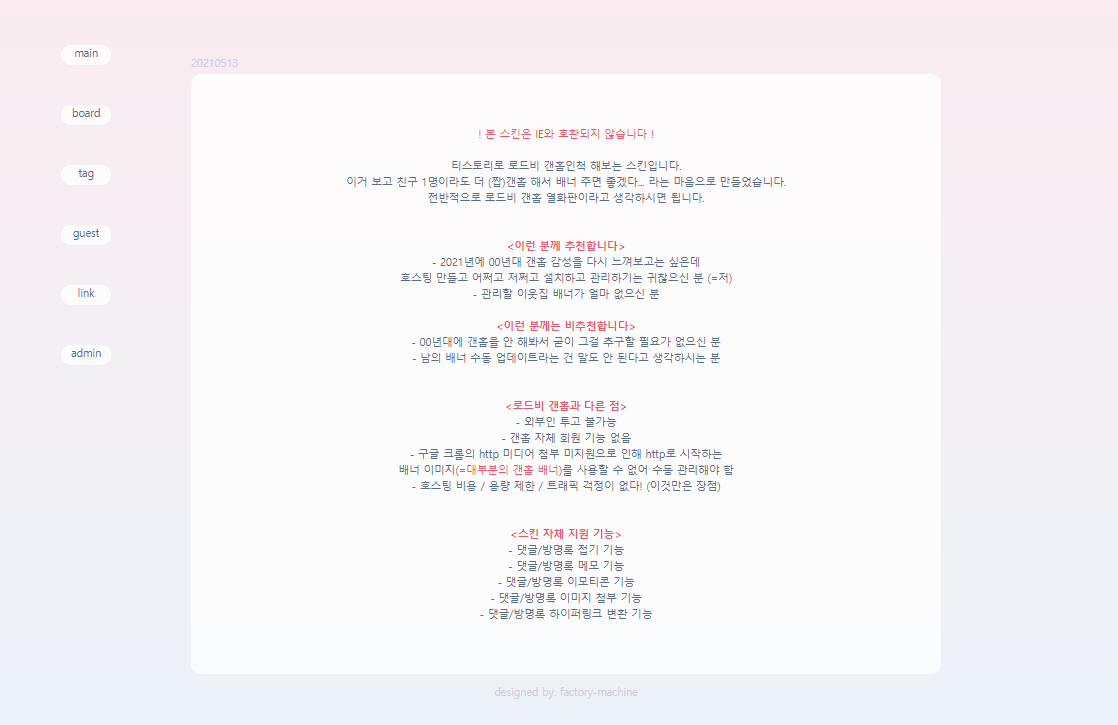 main
board
tag
guest
link
admin
20210513
! 본 스킨은 IE와 호환되지 않습니다 !
티스토리로 로드비 갠홈인척 해보는 스킨입니다.
이거 보고 친구 1명이라도 더 (짭)갠홈 해서 배너 주면 좋겠다... 라는 마음으로 만들었습니다.
전반적으로 로드비 갠홈 열화판이라고 생각하시면 됩니다.
<이런 분께 추천합니다>
- 2021년에 00년대 갠홈 감성을 다시 느껴보고는 싶은데
호스팅 만들고 어쩌고 저쩌고 설치하고 관리하기는 귀찮으신 분 (=저)
- 관리할 이웃집 배너가 얼마 없으신 분
<이런 분께는 비추천합니다>
- 00년대에 갠홈을 안 해봐서 굳이 그걸 추구할 필요가 없으신 분
- 남의 배너 수동 업데이트라는 건 말도 안 된다고 생각하시는 분
<로드비 갠홈과 다른 점>
- 외부인 투고 불가능
- 갠홈 자체 회원 기능 없음
- 구글 크롬의 http 미디어 첨부 미지원으로 인해 http로 시작하는
배너 이미지(=대부분의 갠홈 배너)를 사용할 수 없어 수동 관리해야 함
- 호스팅 비용 / 용량 제한 / 트래픽 걱정이 없다! (이것만은 장점)
<스킨 자체 지원 기능>
- 댓글/방명록 접기 기능
- 댓글/방명록 메모 기능
- 댓글/방명록 이모티콘 기능
- 댓글/방명록 이미지 첨부 기능
- 댓글/방명록 하이퍼링크 변환 기능
designed by. factory-machine